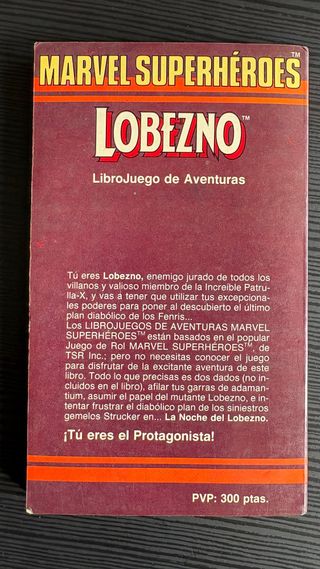 MARVEL SUPERHÉROES™
LOBEZNO™
LibroJuego de Aventuras
Tú eres Lobezno, enemigo jurado de todos los
villanos y valioso miembro de la Increíble Patru-
lla-X, y vas a tener que utilizar tus excepciona-
les poderes para poner al descubierto el último
plan diabólico de los Fenris...
Los LIBROJUEGOS DE AVENTURAS MARVEL
SUPERHÉROES™ están basados en el popular
Juego de Rol MARVEL SUPERHÉROES™, de
TSR Inc.; pero no necesitas conocer el juego
para disfrutar de la excitante aventura de este
libro. Todo lo que precisas es dos dados (no in-
cluidos en el libro), afilar tus garras de adaman-
tium, asumir el papel del mutante Lobezno, e in-
tentar frustrar el diabólico plan de los siniestros
gemelos Strucker en... La Noche del Lobezno.
¡Tú eres el Protagonista!
PVP: 300 ptas.